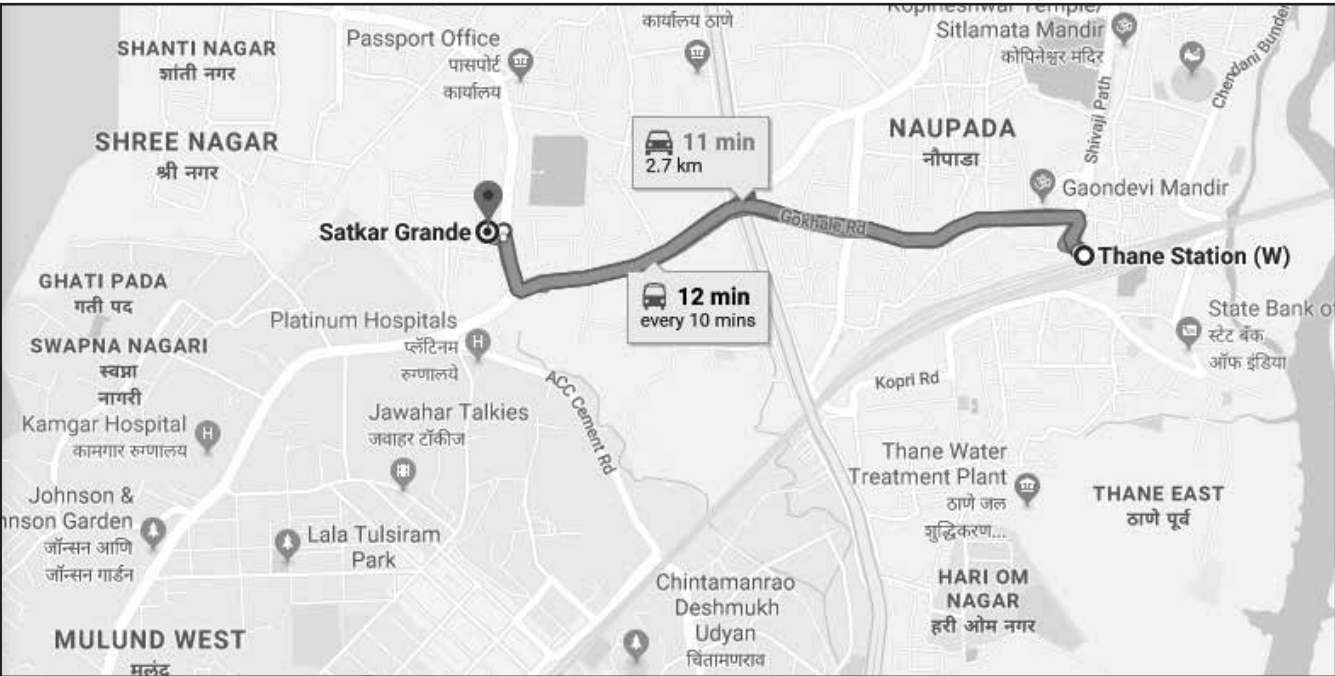 SHANTI NAGAR
शांती नगर
Passport Office
पासपोर्ट
कार्यालय
कार्यालय ठाणे
Kopineshwar Temple/
Sitlamata Mandir
कोपिनेश्वर मंदिर
Chendani Bunder
Shivaji Path
SHREE NAGAR
श्री नगर
11 min
2.7 km
NAUPADA
नौपाडा
Gaondevi Mandir
Satkar Grande
Gokhale Rd
Thane Station (W)
GHATI PADA
गती पद
12 min
every 10 mins
Platinum Hospitals
प्लॅटिनम
रुग्णालये
State Bank of
स्टेट बँक
ऑफ इंडिया
SWAPNA NAGARI
स्वप्ना
नागरी
Kopri Rd
ACC Cement Rd
Kamgar Hospital
कामगार रुग्णालय
Jawahar Talkies
जवाहर टॉकीज
Thane Water
Treatment Plant
ठाणे जल
शुद्धिकरण...
THANE EAST
ठाणे पूर्व
Johnson &
hnson Garden
जॉन्सन आणि
जॉन्सन गार्डन
Lala Tulsiram
Park
Chintamanrao
Deshmukh
Udyan
चिंतामणराव
HARI OM
NAGAR
हरी ओम नगर
MULUND WEST
मुलुंद